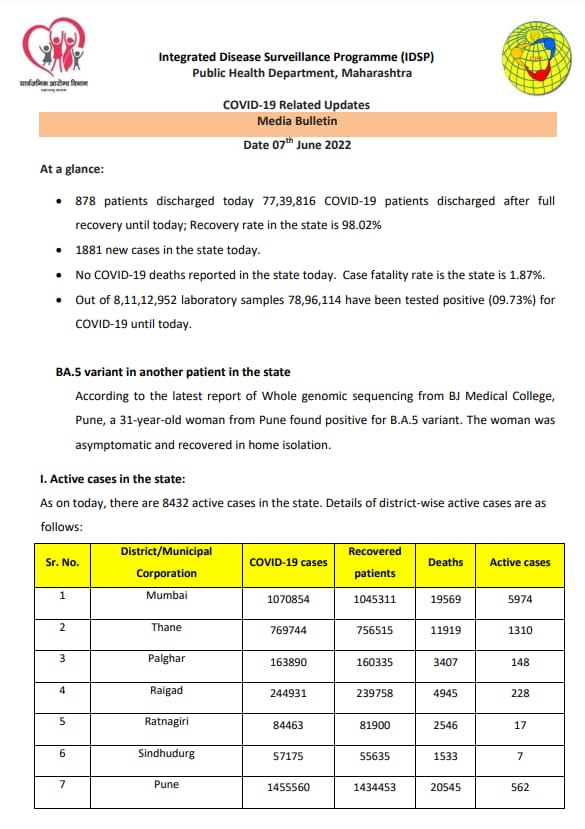 सार्वजनिक आरोग्य विभाग
Integrated Disease Surveillance Programme (IDSP)
Public Health Department, Maharashtra
COVID-19 Related Updates
Media Bulletin
Date 07th June 2022
At a glance:
• 878 patients discharged today 77,39,816 COVID-19 patients discharged after full
recovery until today; Recovery rate in the state is 98.02%
• 1881 new cases in the state today.
• No COVID-19 deaths reported in the state today. Case fatality rate is the state is 1.87%.
• Out of 8,11,12,952 laboratory samples 78,96,114 have been tested positive (09.73%) for
COVID-19 until today.
BA.5 variant in another patient in the state
According to the latest report of Whole genomic sequencing from BJ Medical College,
Pune, a 31-year-old woman from Pune found positive for B.A.5 variant. The woman was
asymptomatic and recovered in home isolation.
I. Active cases in the state:
As on today, there are 8432 active cases in the state. Details of district-wise active cases are as
follows:
Sr. No. District/Municipal Corporation COVID-19 cases Recovered patients Deaths Active cases
1 Mumbai 1070854 1045311 19569 5974
2 Thane 769744 756515 11919 1310
3 Palghar 163890 160335 3407 148
4 Raigad 244931 239758 4945 228
5 Ratnagiri 84463 81900 2546 17
6 Sindhudurg 57175 55635 1533 7
7 Pune 1455560 1434453 20545 562